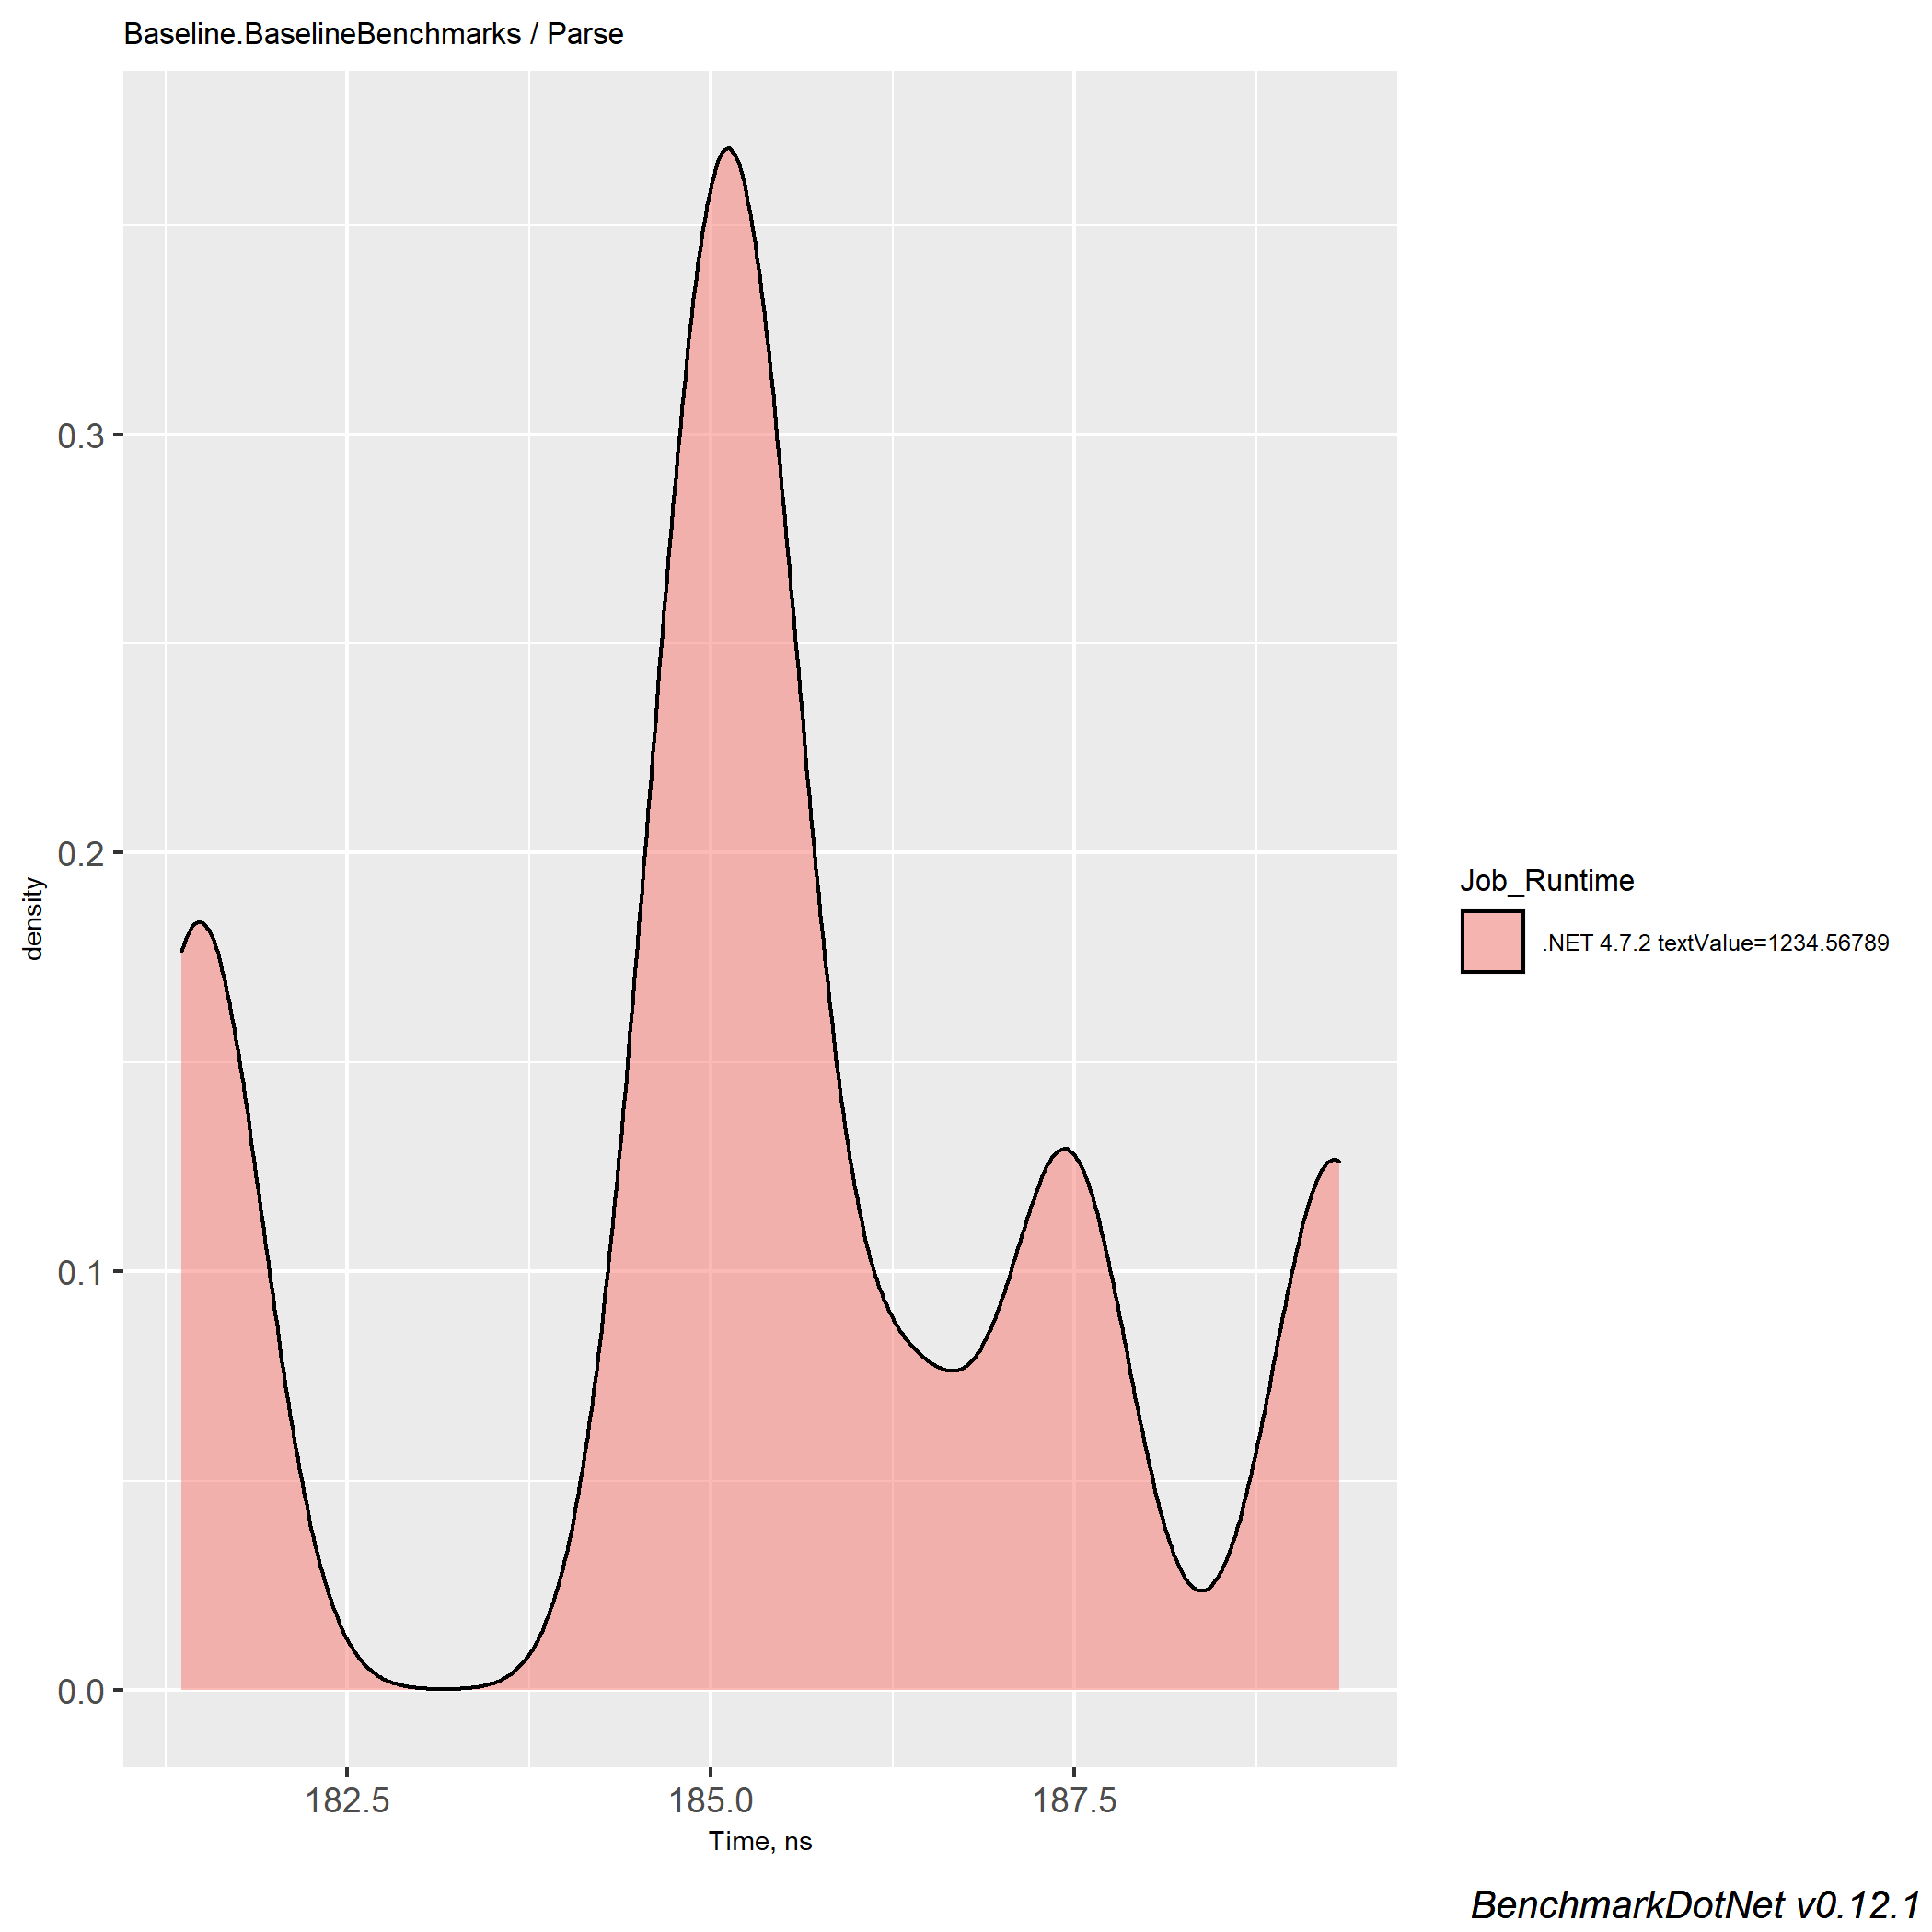 Baseline.BaselineBenchmarks / Parse
0.3
0.2
0.1
0.0
density
182.5 185.0 187.5
Time, ns
Job_Runtime
.NET 4.7.2 textValue=1234.56789
BenchmarkDotNet v0.12.1